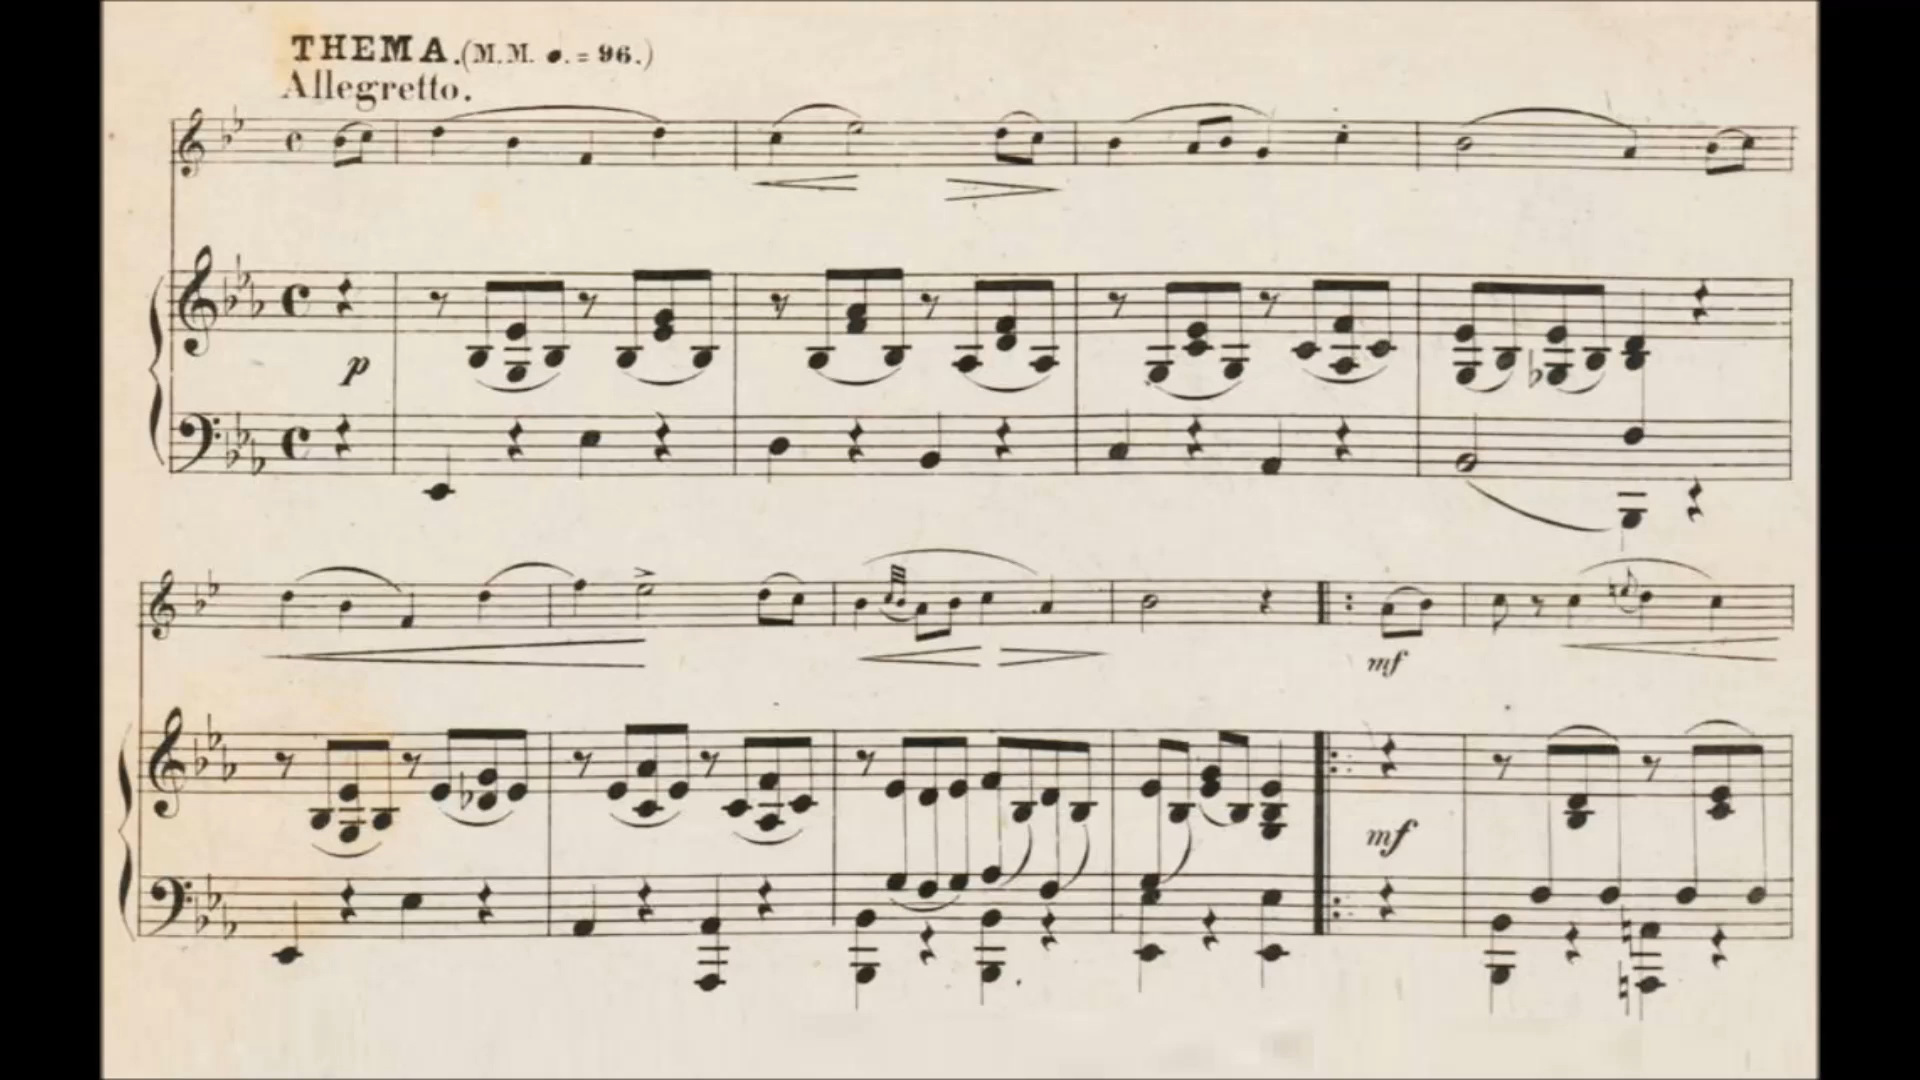 THEMA. (M.M. 𝅘𝅥. = 96.)
Allegretto.
p
mf
mf